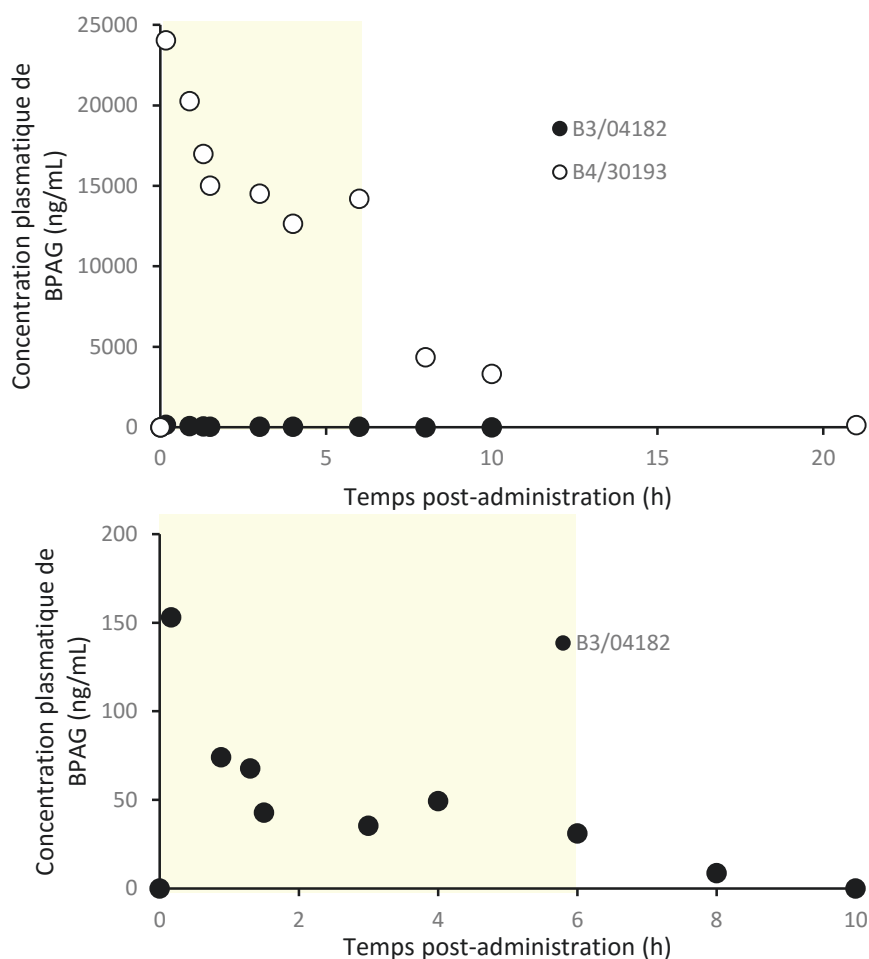 Concentration plasmatique de
BPAG (ng/mL)
25000
20000
15000
10000
5000
0
B3/04182
B4/30193
0
5
10
15
20
Temps post-administration (h)
Concentration plasmatique de
BPAG (ng/mL)
200
150
100
50
0
B3/04182
0
2
4
6
8
10
Temps post-administration (h)